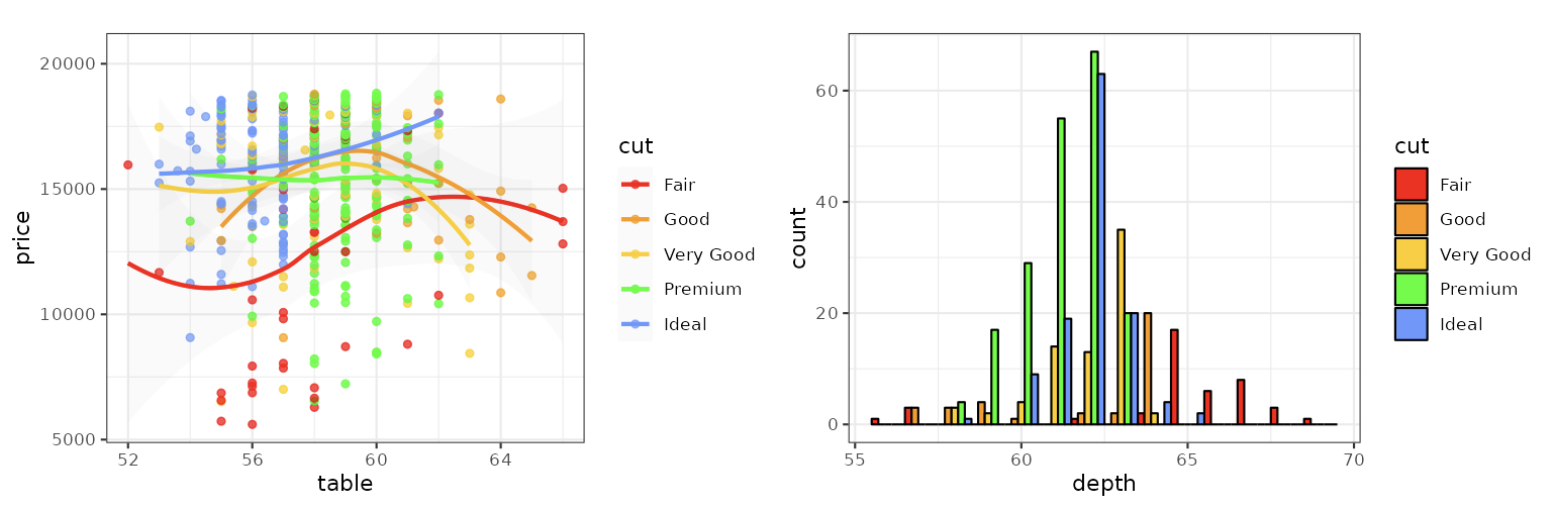 20000
15000
10000
5000
price
52
56
60
64
table
cut
Fair
Good
Very Good
Premium
Ideal
60
40
20
0
count
55
60
65
70
depth
cut
Fair
Good
Very Good
Premium
Ideal